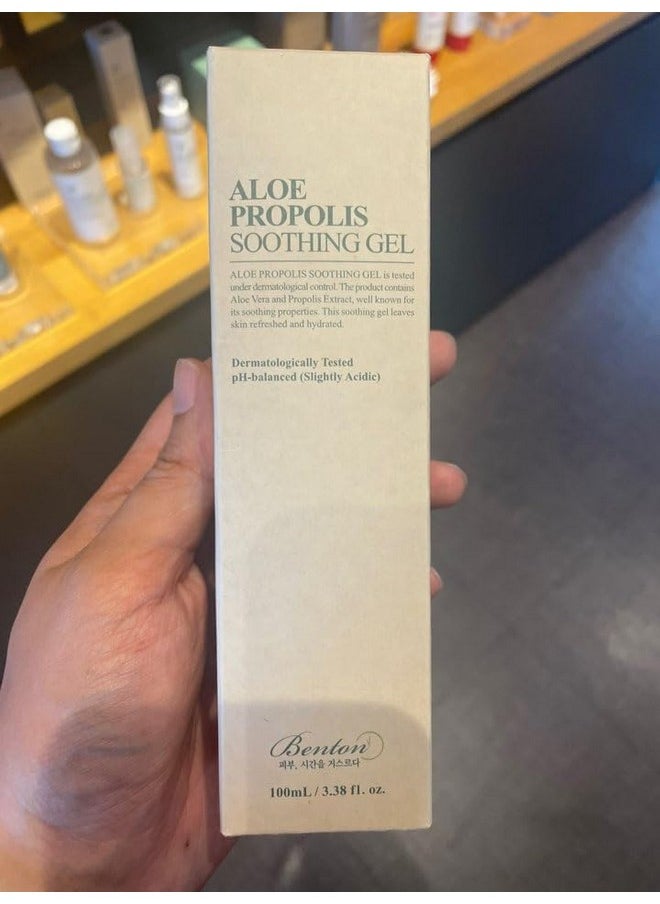 ALOE
PROPOLIS
SOOTHING GEL
ALOE PROPOLIS SOOTHING GEL is tested
under dermatological control. The product contains
Aloe Vera and Propolis Extract, well known for
its soothing properties. This soothing gel leaves
skin refreshed and hydrated.
Dermatologically Tested
pH-balanced (Slightly Acidic)
Benton
피부, 시간을 거스르다
100mL / 3.38 fl. oz.